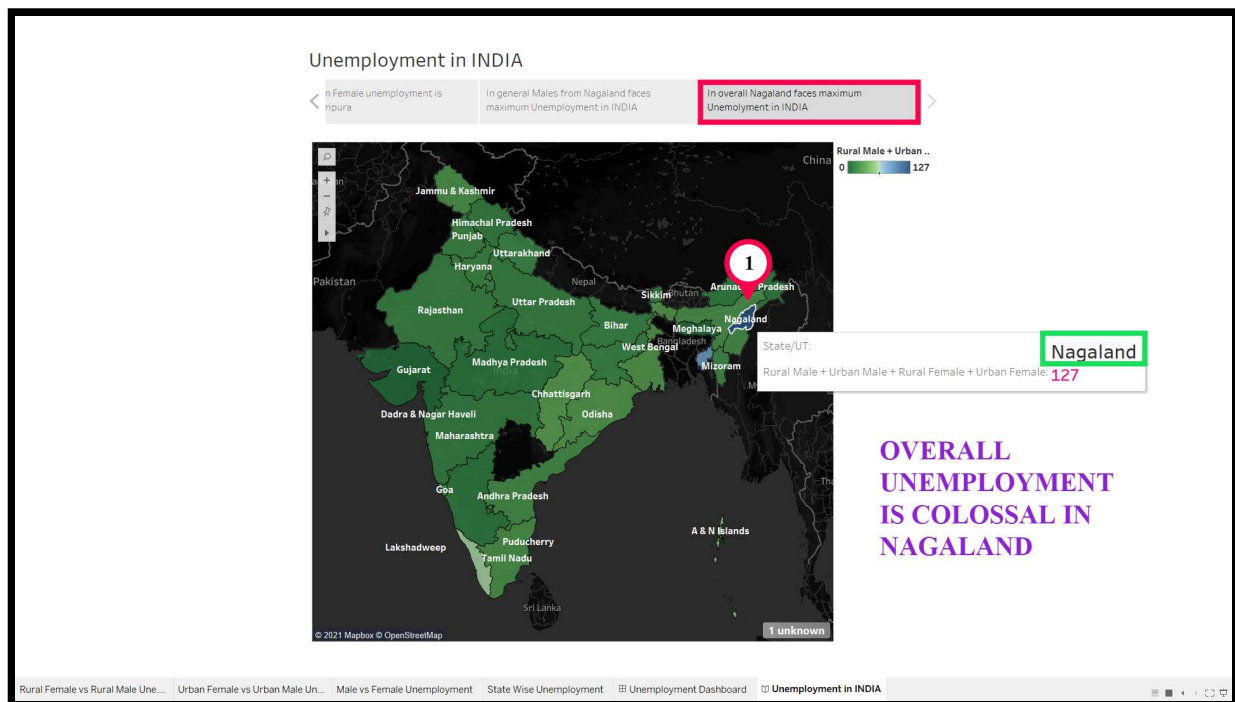 Unemployment in INDIA
n Female unemployment is
ripura
In general Males from Nagaland faces
maximum Unemployment in INDIA
In overall Nagaland faces maximum
Unemolyment in INDIA
Rural Male + Urban ..
0
127
China
Jammu & Kashmir
Himachal Pradesh
Punjab
Uttarakhand
Haryana
1
Pakistan
Nepal
Sikkim
Bhutan
Pradesh
Rajasthan
Uttar Pradesh
Nagaland
Bihar
Meghalaya
West Bengal
Bangladesh
State/UT:
Nagaland
Gujarat
Madhya Pradesh
India
Mizoram
Rural Male + Urban Male + Rural Female + Urban Female:
127
Chhattisgarh
Dadra & Nagar Haveli
Odisha
Maharashtra
OVERALL
UNEMPLOYMENT
IS COLOSSAL IN
NAGALAND
Goa
Andhra Pradesh
A & N Islands
Lakshadweep
Puducherry
Tamil Nadu
Sri Lanka
© 2021 Mapbox © OpenStreetMap
1 unknown
Rural Female vs Rural Male Une...
Urban Female vs Urban Male Un...
Male vs Female Unemployment
State Wise Unemployment
Unemployment Dashboard
Unemployment in INDIA